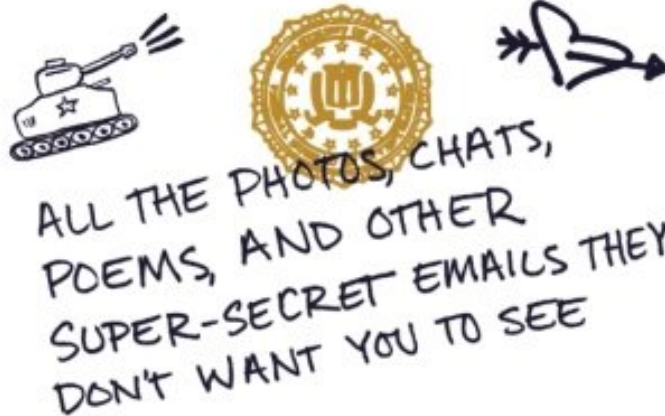 ALL THE PHOTOS, CHATS,
POEMS, AND OTHER
SUPER-SECRET EMAILS THEY
DON'T WANT YOU TO SEE